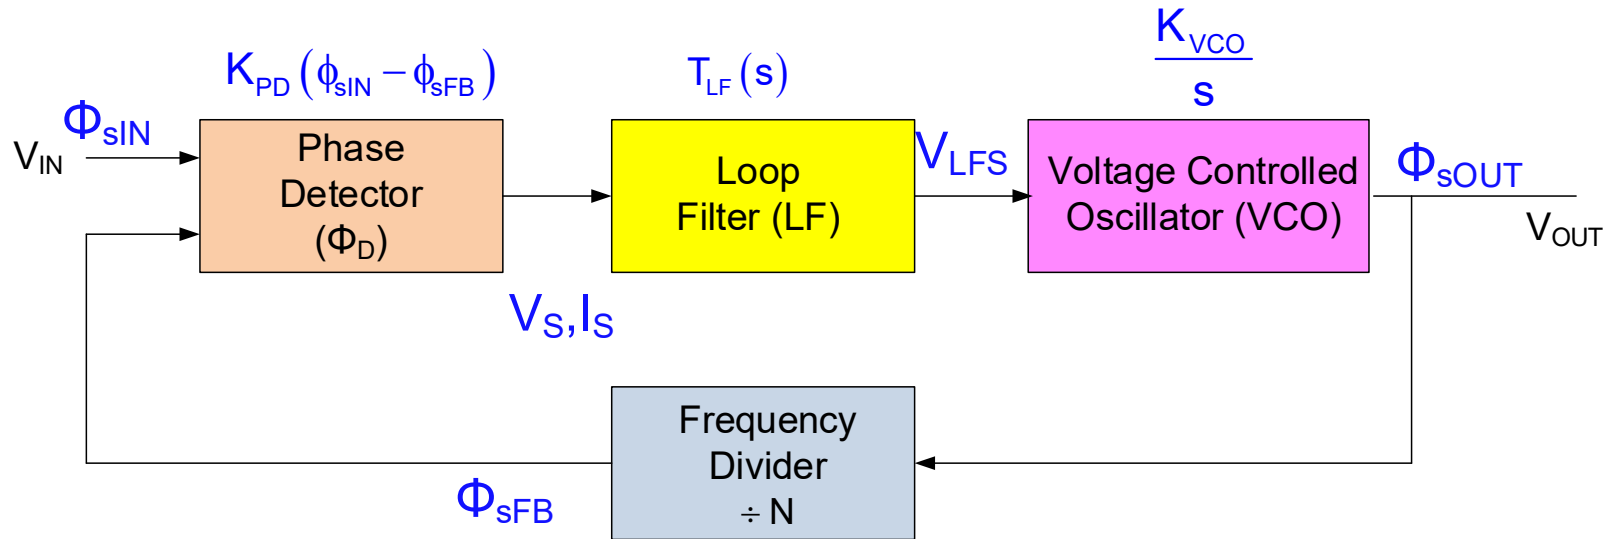 K_PD (ϕ_sIN − ϕ_sFB)
T_LF (s)
K_VCO
s
Φ_sIN
V_IN
Phase
Detector
(Φ_D)
V_S,I_S
Loop
Filter (LF)
V_LFS
Voltage Controlled
Oscillator (VCO)
Φ_sOUT
V_OUT
Frequency
Divider
÷ N
Φ_sFB